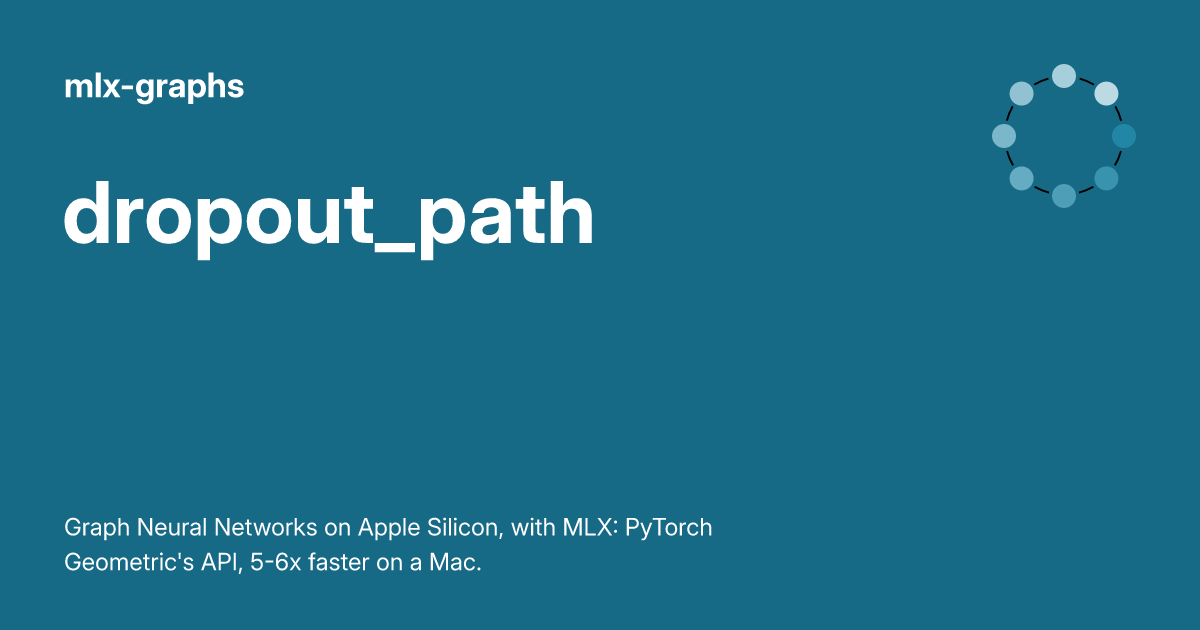 mlx-graphs
dropout_path
Graph Neural Networks on Apple Silicon, with MLX: PyTorch
Geometric's API, 5-6x faster on a Mac.